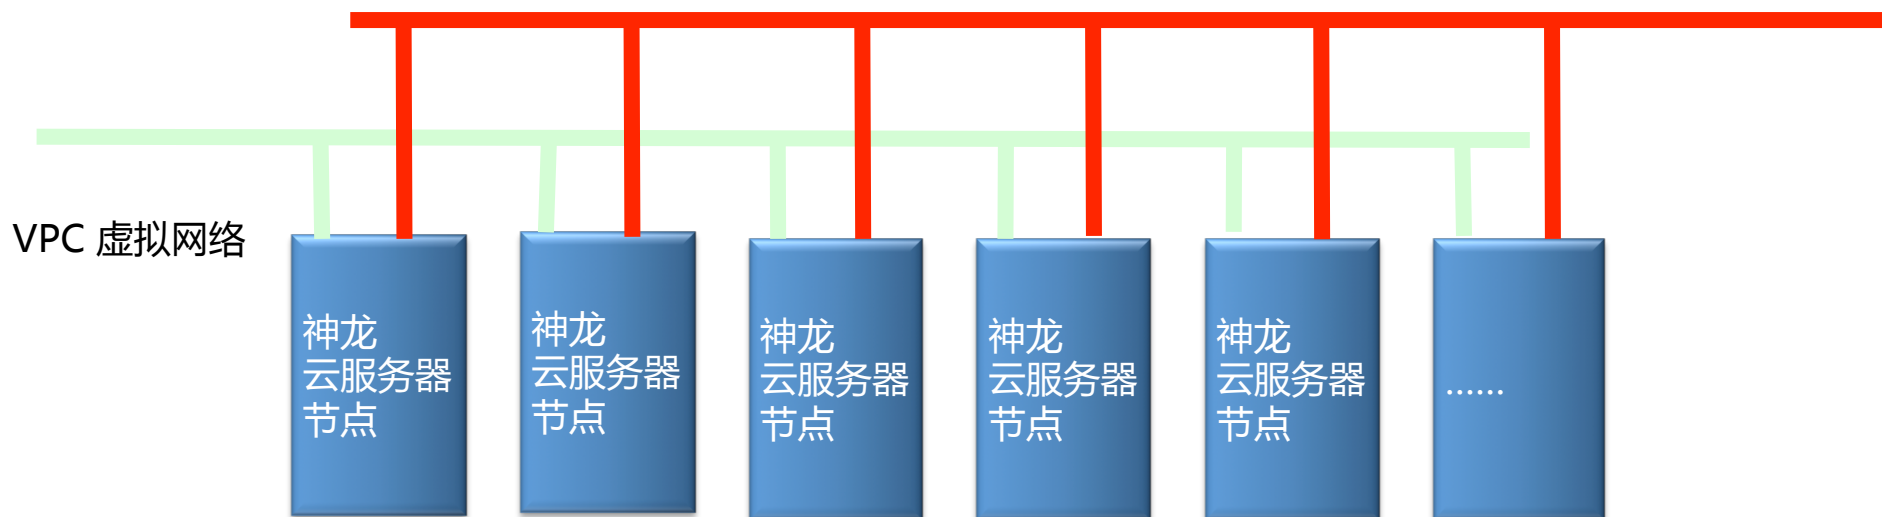 VPC 虚拟网络
神龙
云服务器
节点
神龙
云服务器
节点
神龙
云服务器
节点
神龙
云服务器
节点
神龙
云服务器
节点
......